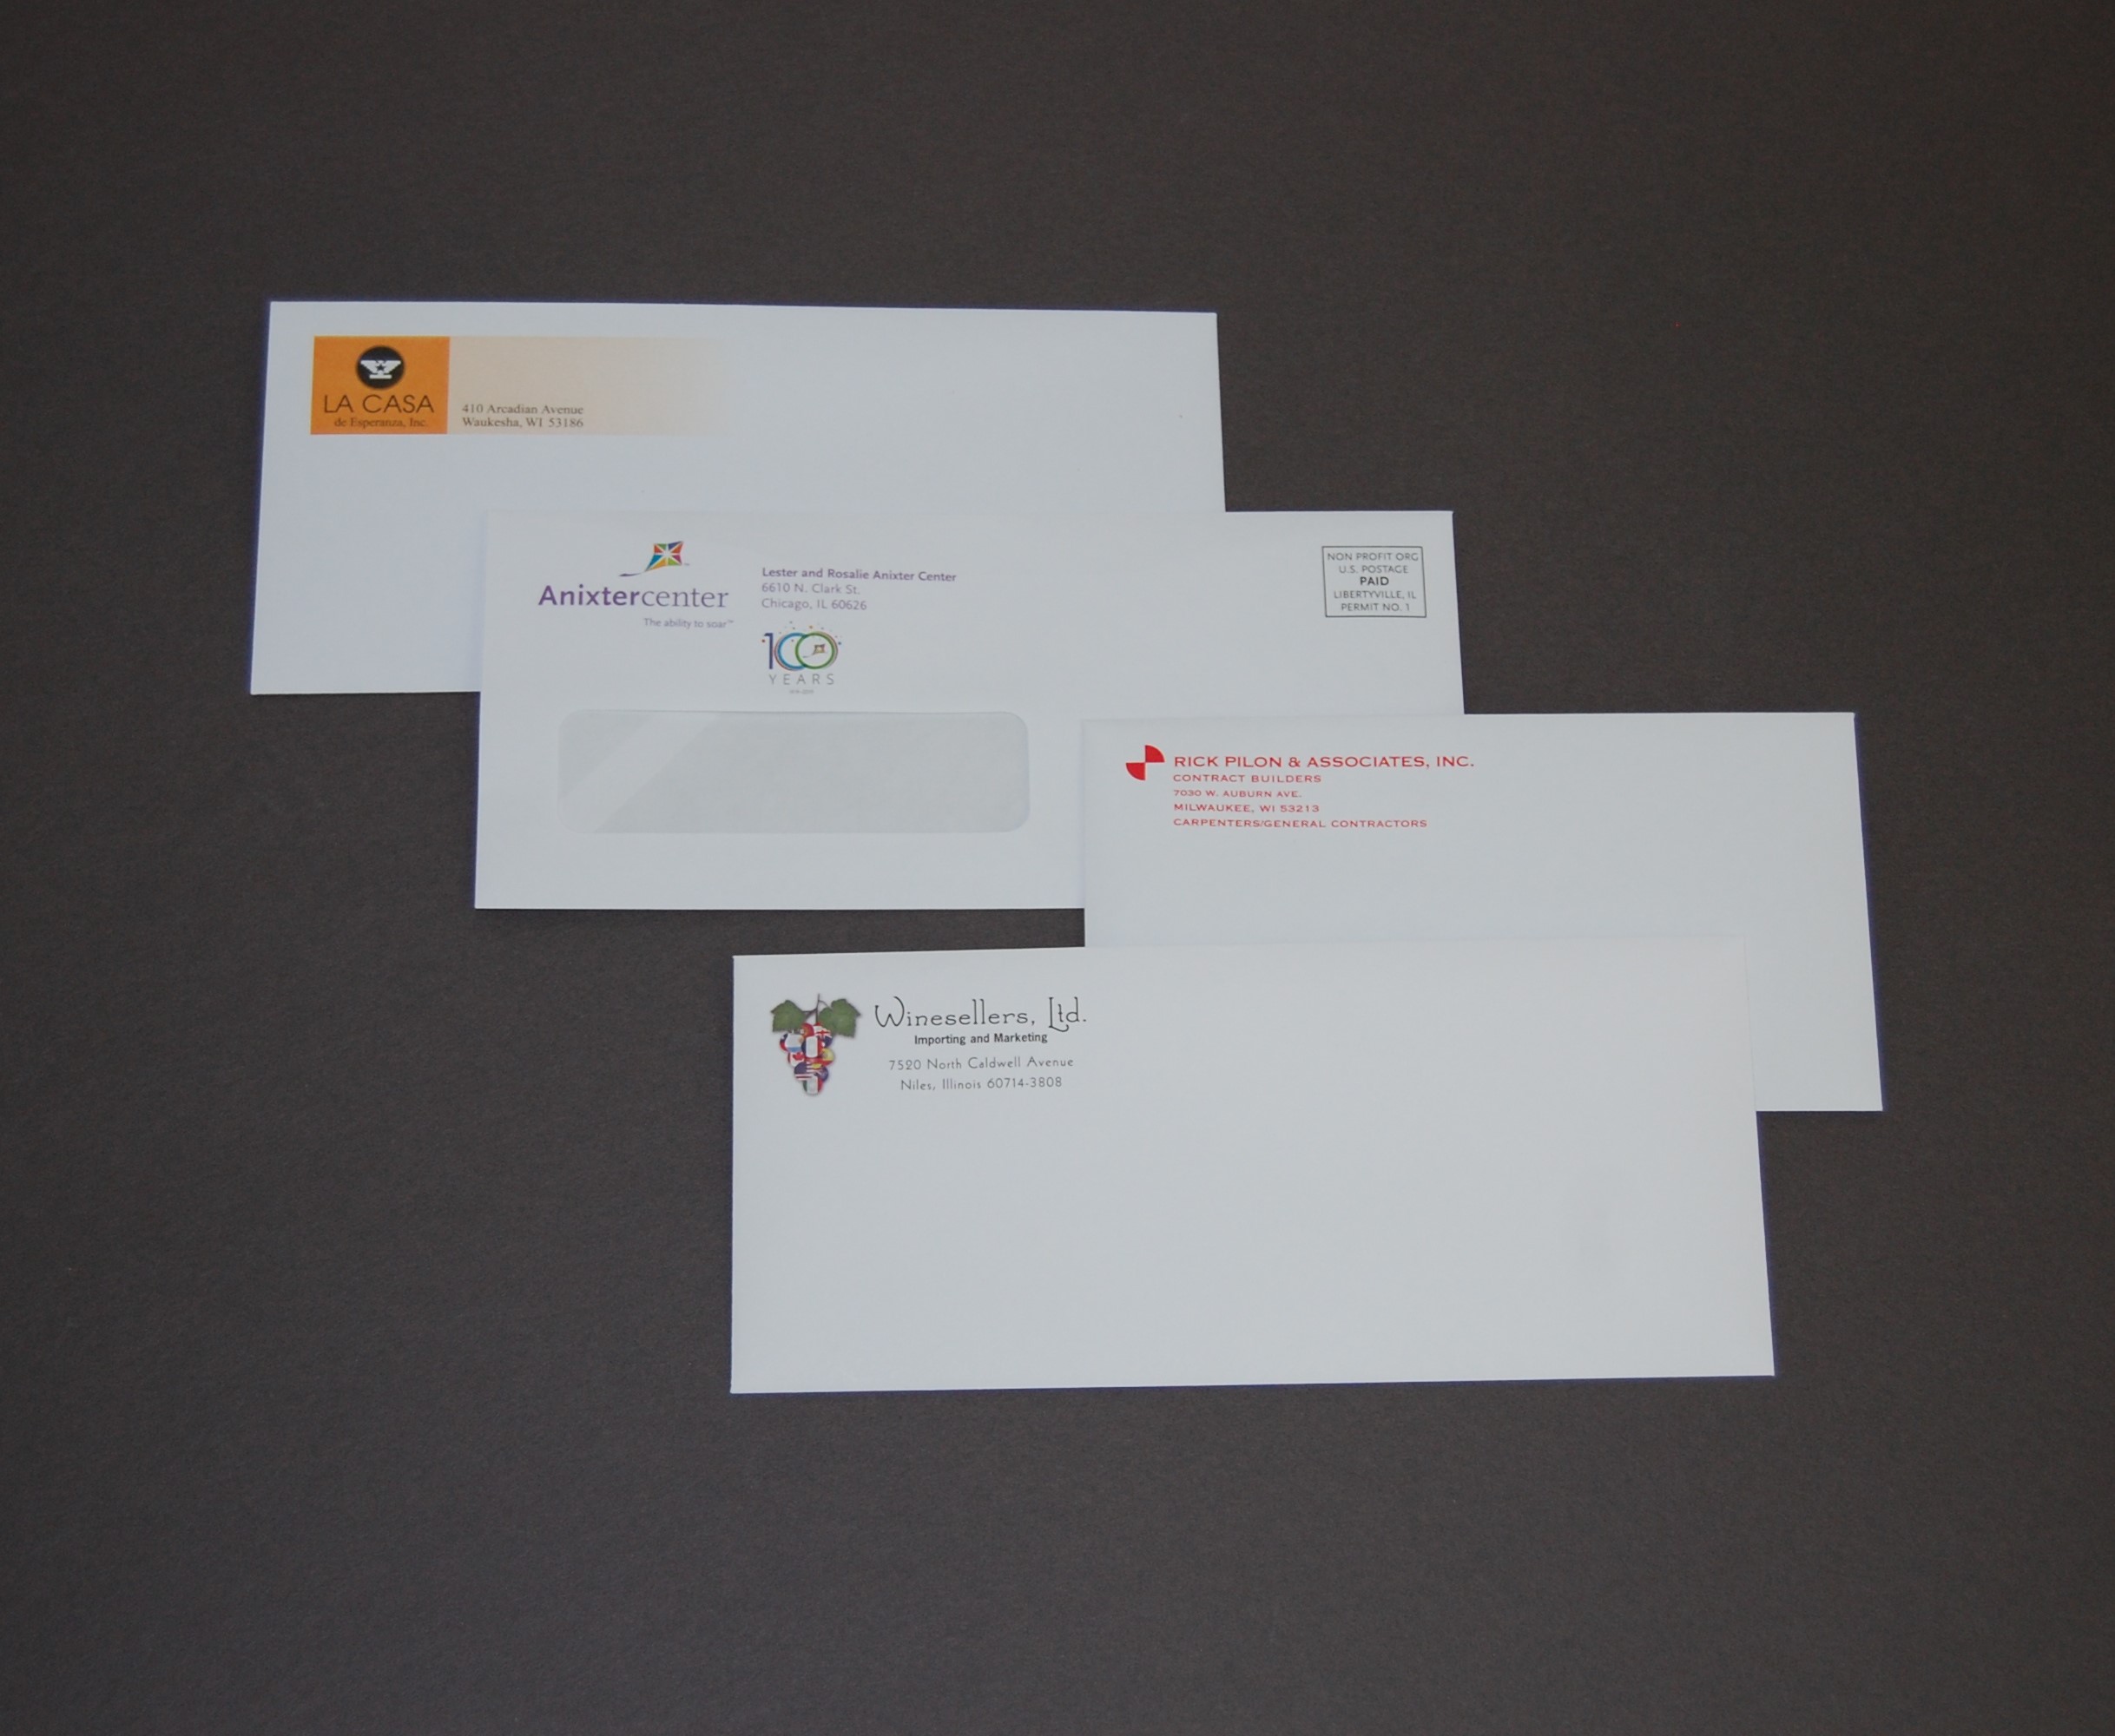 LA CASA
de Esperanza, Inc.
410 Arcadian Avenue
Waukesha, WI 53186
Anixtercenter
The ability to soar™
Lester and Rosalie Anixter Center
6610 N. Clark St.
Chicago, IL 60626
100
YEARS
NON PROFIT ORG
U.S. POSTAGE
PAID
LIBERTYVILLE, IL
PERMIT NO. 1
RICK PILON & ASSOCIATES, INC.
CONTRACT BUILDERS
7030 W. AUBURN AVE.
MILWAUKEE, WI 53213
CARPENTERS/GENERAL CONTRACTORS
Winesellers, Ltd.
Importing and Marketing
7520 North Caldwell Avenue
Niles, Illinois 60714-3808